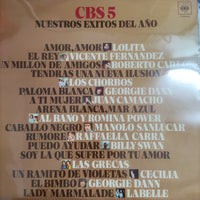 CBS 5
NUESTROS EXITOS DEL AÑO
AMOR, AMOR LOLITA
EL REY VICENTE FERNANDEZ
UN MILLON DE AMIGOS ROBERTO CARLOS
TENDRAS UNA NUEVA ILUSION
LOS CHORBOS
PALOMA BLANCA GEORGIE DANN
A TI MUJER JUAN CAMACHO
ARENA BLANCA, MAR AZUL
AL BANO Y ROMINA POWER
CABALLO NEGRO MANOLO SANLUCAR
RUMORE RAFFAELLA CARRA
PUEDO AYUDAR BILLY SWAN
SOY LA QUE SUFRE POR TU AMOR
LAS GRECAS
UN RAMITO DE VIOLETAS CECILIA
EL BIMBO GEORGIE DANN
LADY MARMALADE LABELLE